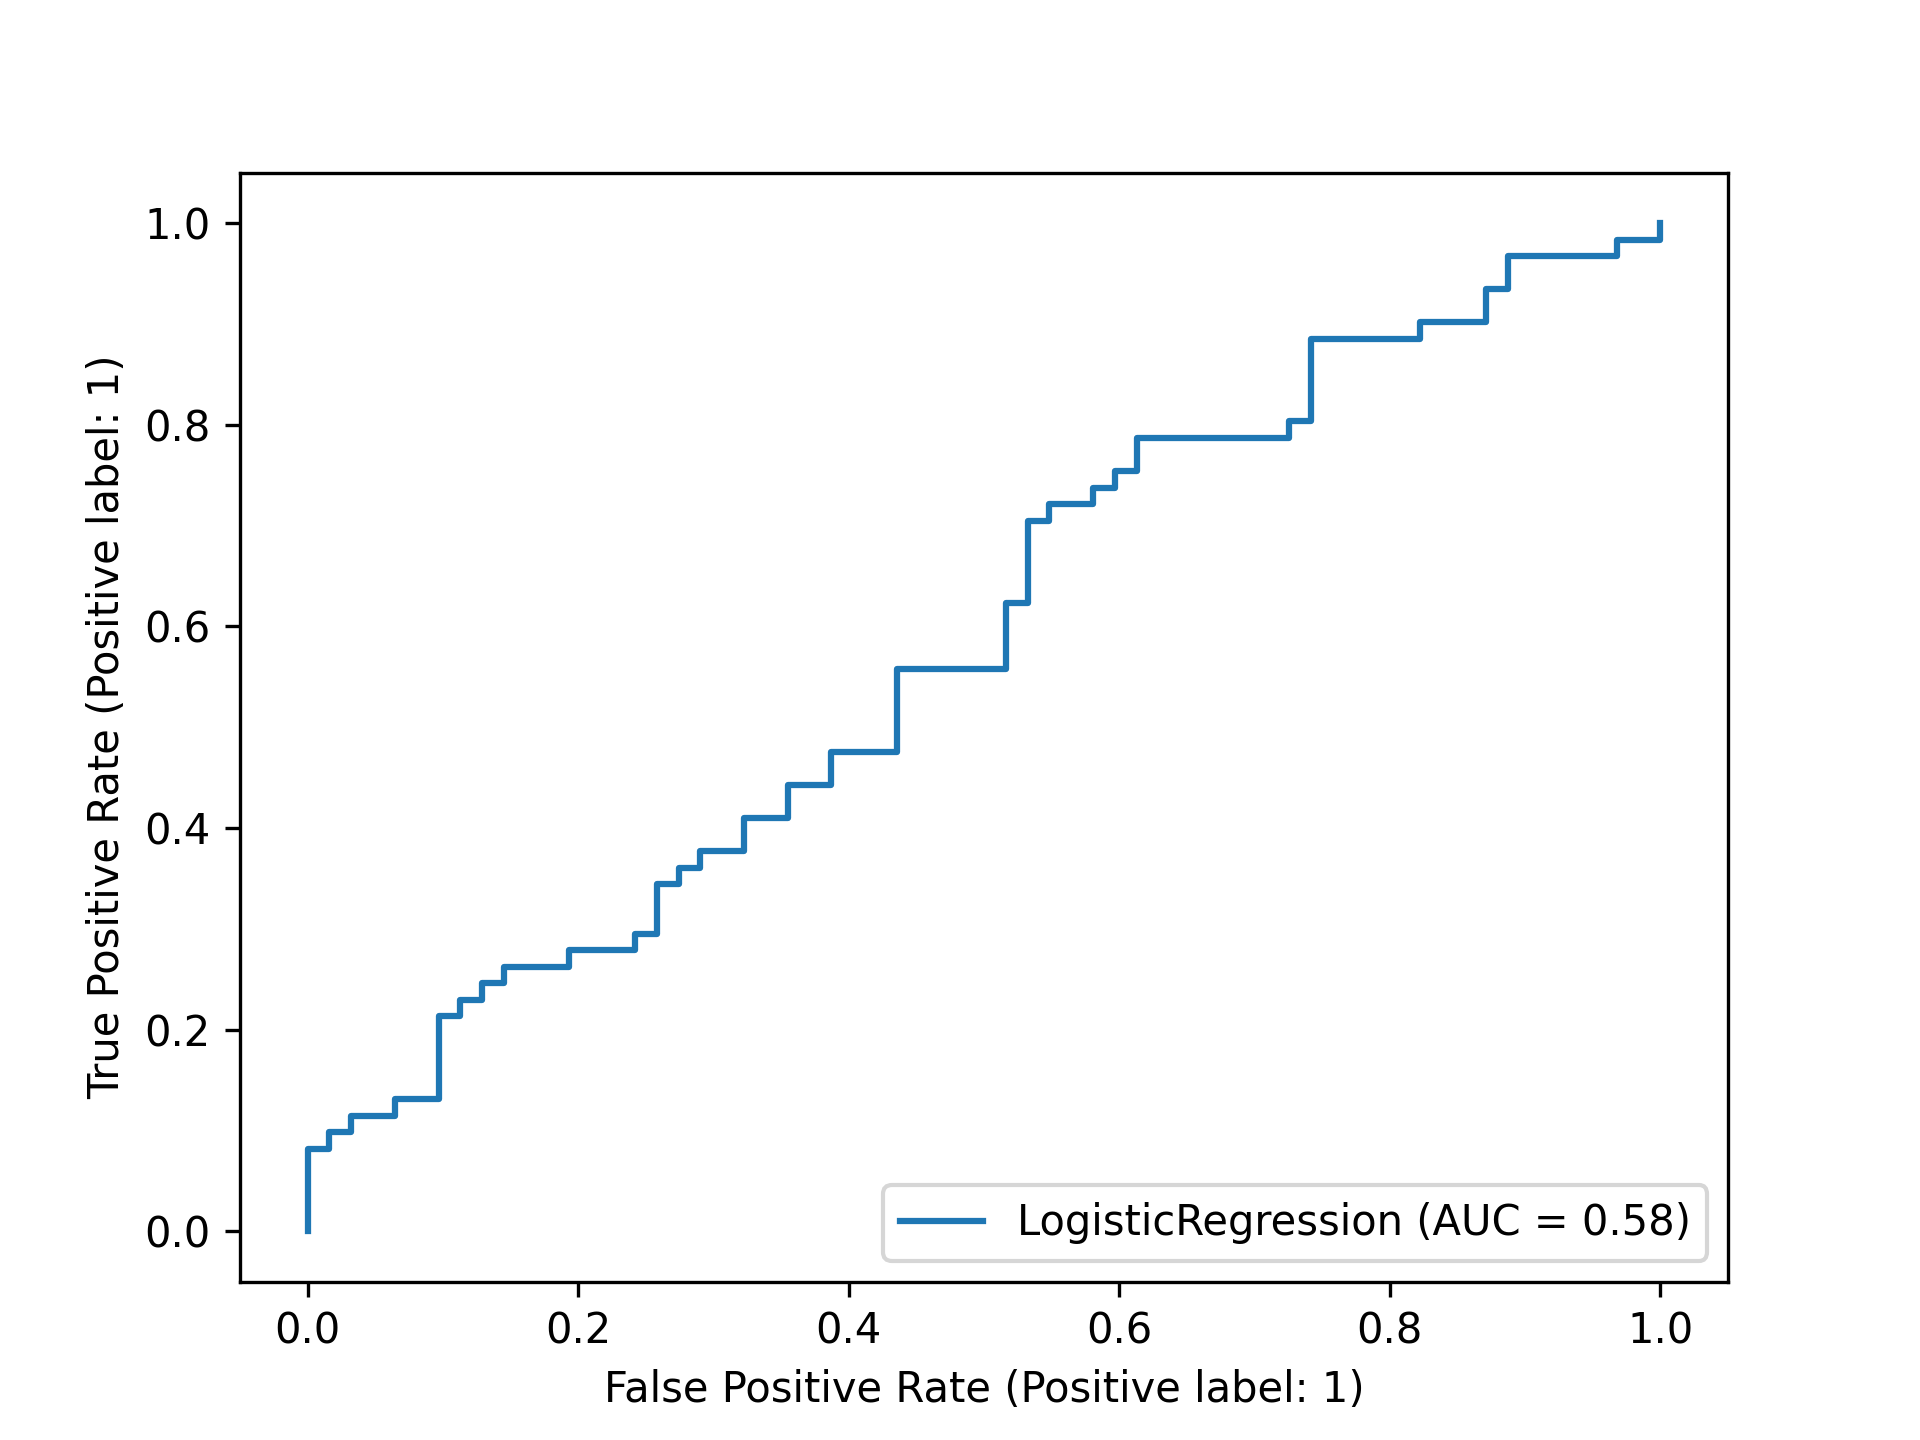 1.0
0.8
0.6
0.4
0.2
0.0
True Positive Rate (Positive label: 1)
LogisticRegression (AUC = 0.58)
0.0 0.2 0.4 0.6 0.8 1.0
False Positive Rate (Positive label: 1)